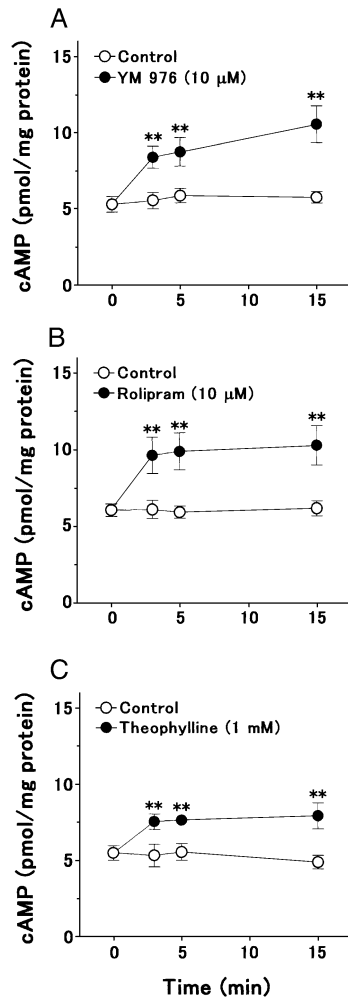 A
15
Control
YM 976 (10 μM)
**
**
**
10
5
0
cAMP (pmol/mg protein)
0
5
10
15
B
15
Control
Rolipram (10 μM)
**
**
**
10
5
0
cAMP (pmol/mg protein)
0
5
10
15
C
15
Control
Theophylline (1 mM)
**
**
**
10
5
0
cAMP (pmol/mg protein)
0
5
10
15
Time (min)